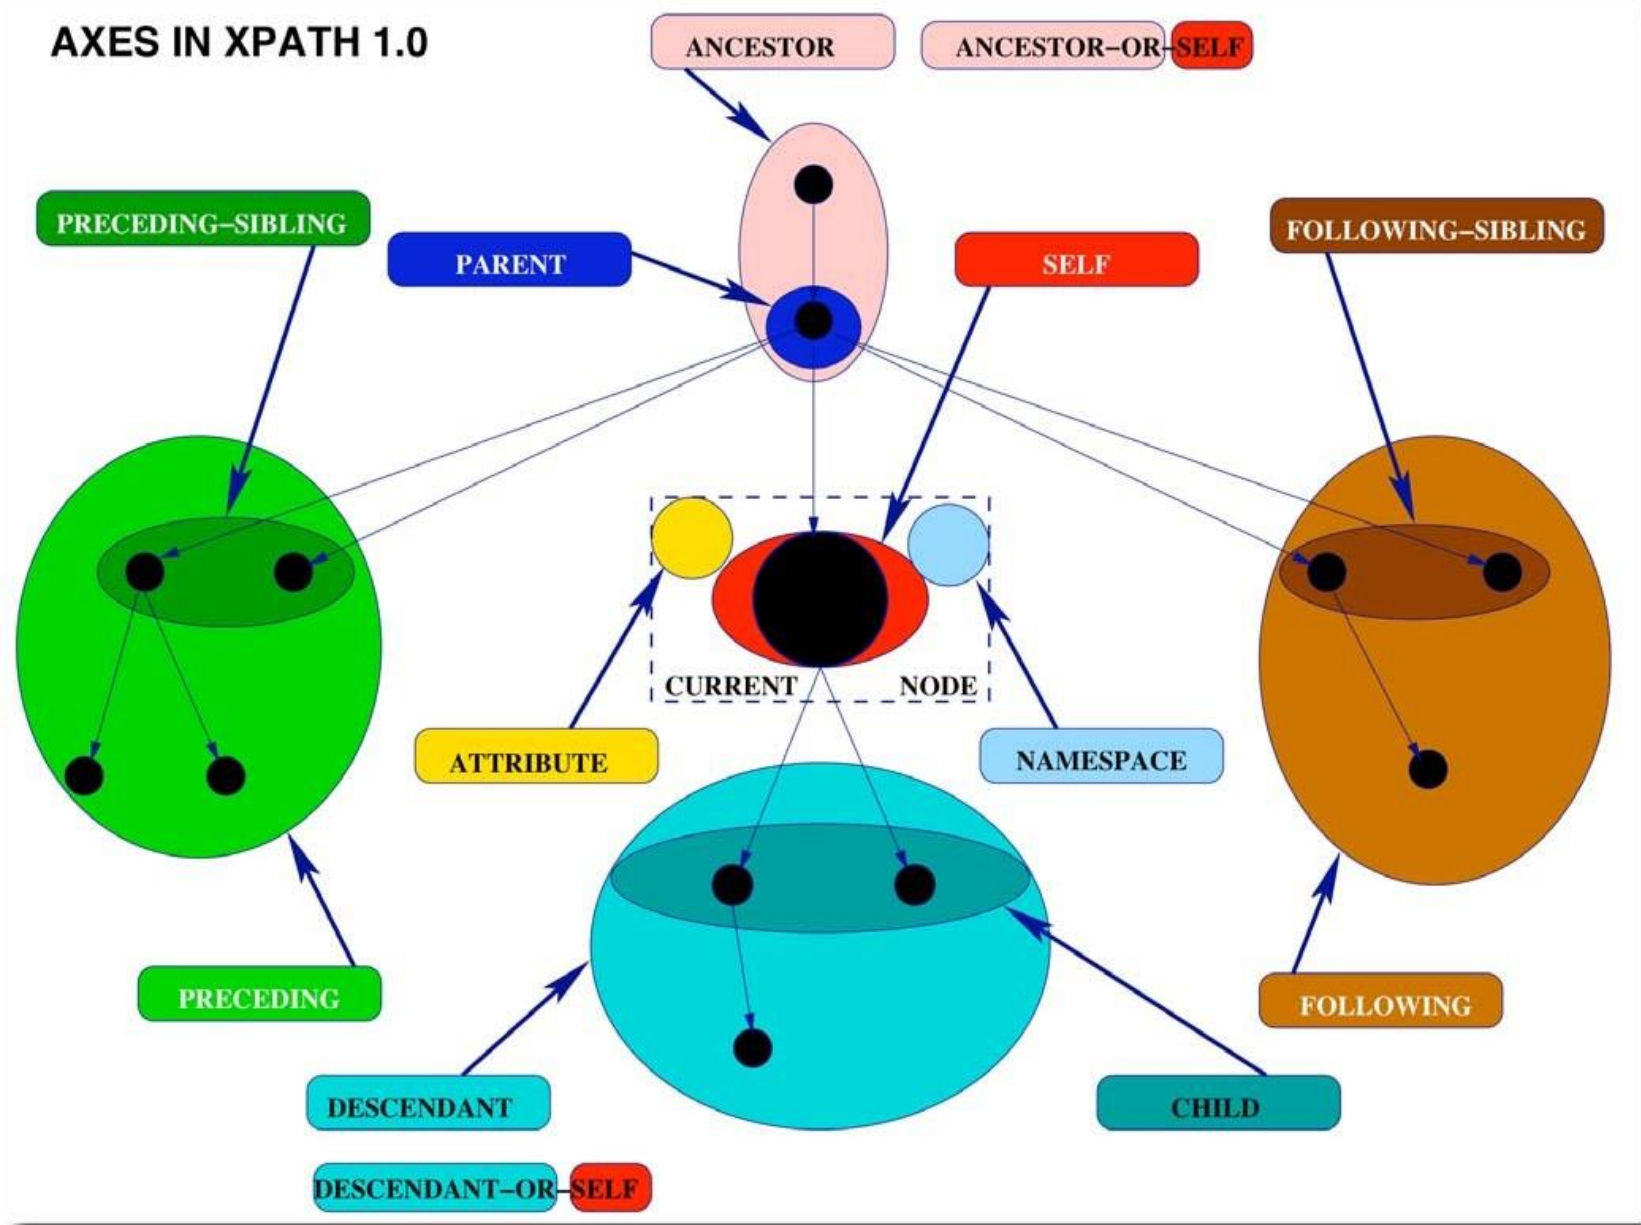 AXES IN XPATH 1.0
ANCESTOR
ANCESTOR–OR–SELF
PRECEDING–SIBLING
PARENT
SELF
FOLLOWING–SIBLING
CURRENT NODE
ATTRIBUTE
NAMESPACE
PRECEDING
FOLLOWING
DESCENDANT
CHILD
DESCENDANT–OR–SELF